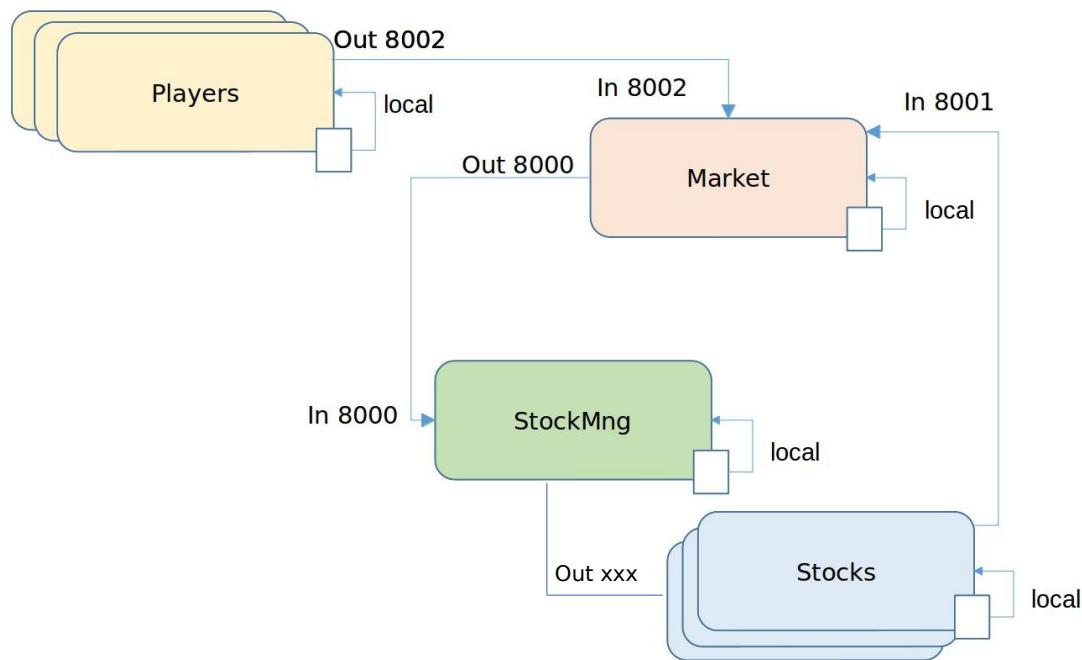 Out 8002
Players
local
In 8002
In 8001
Out 8000
Market
local
In 8000
StockMng
local
Out xxx
Stocks
local